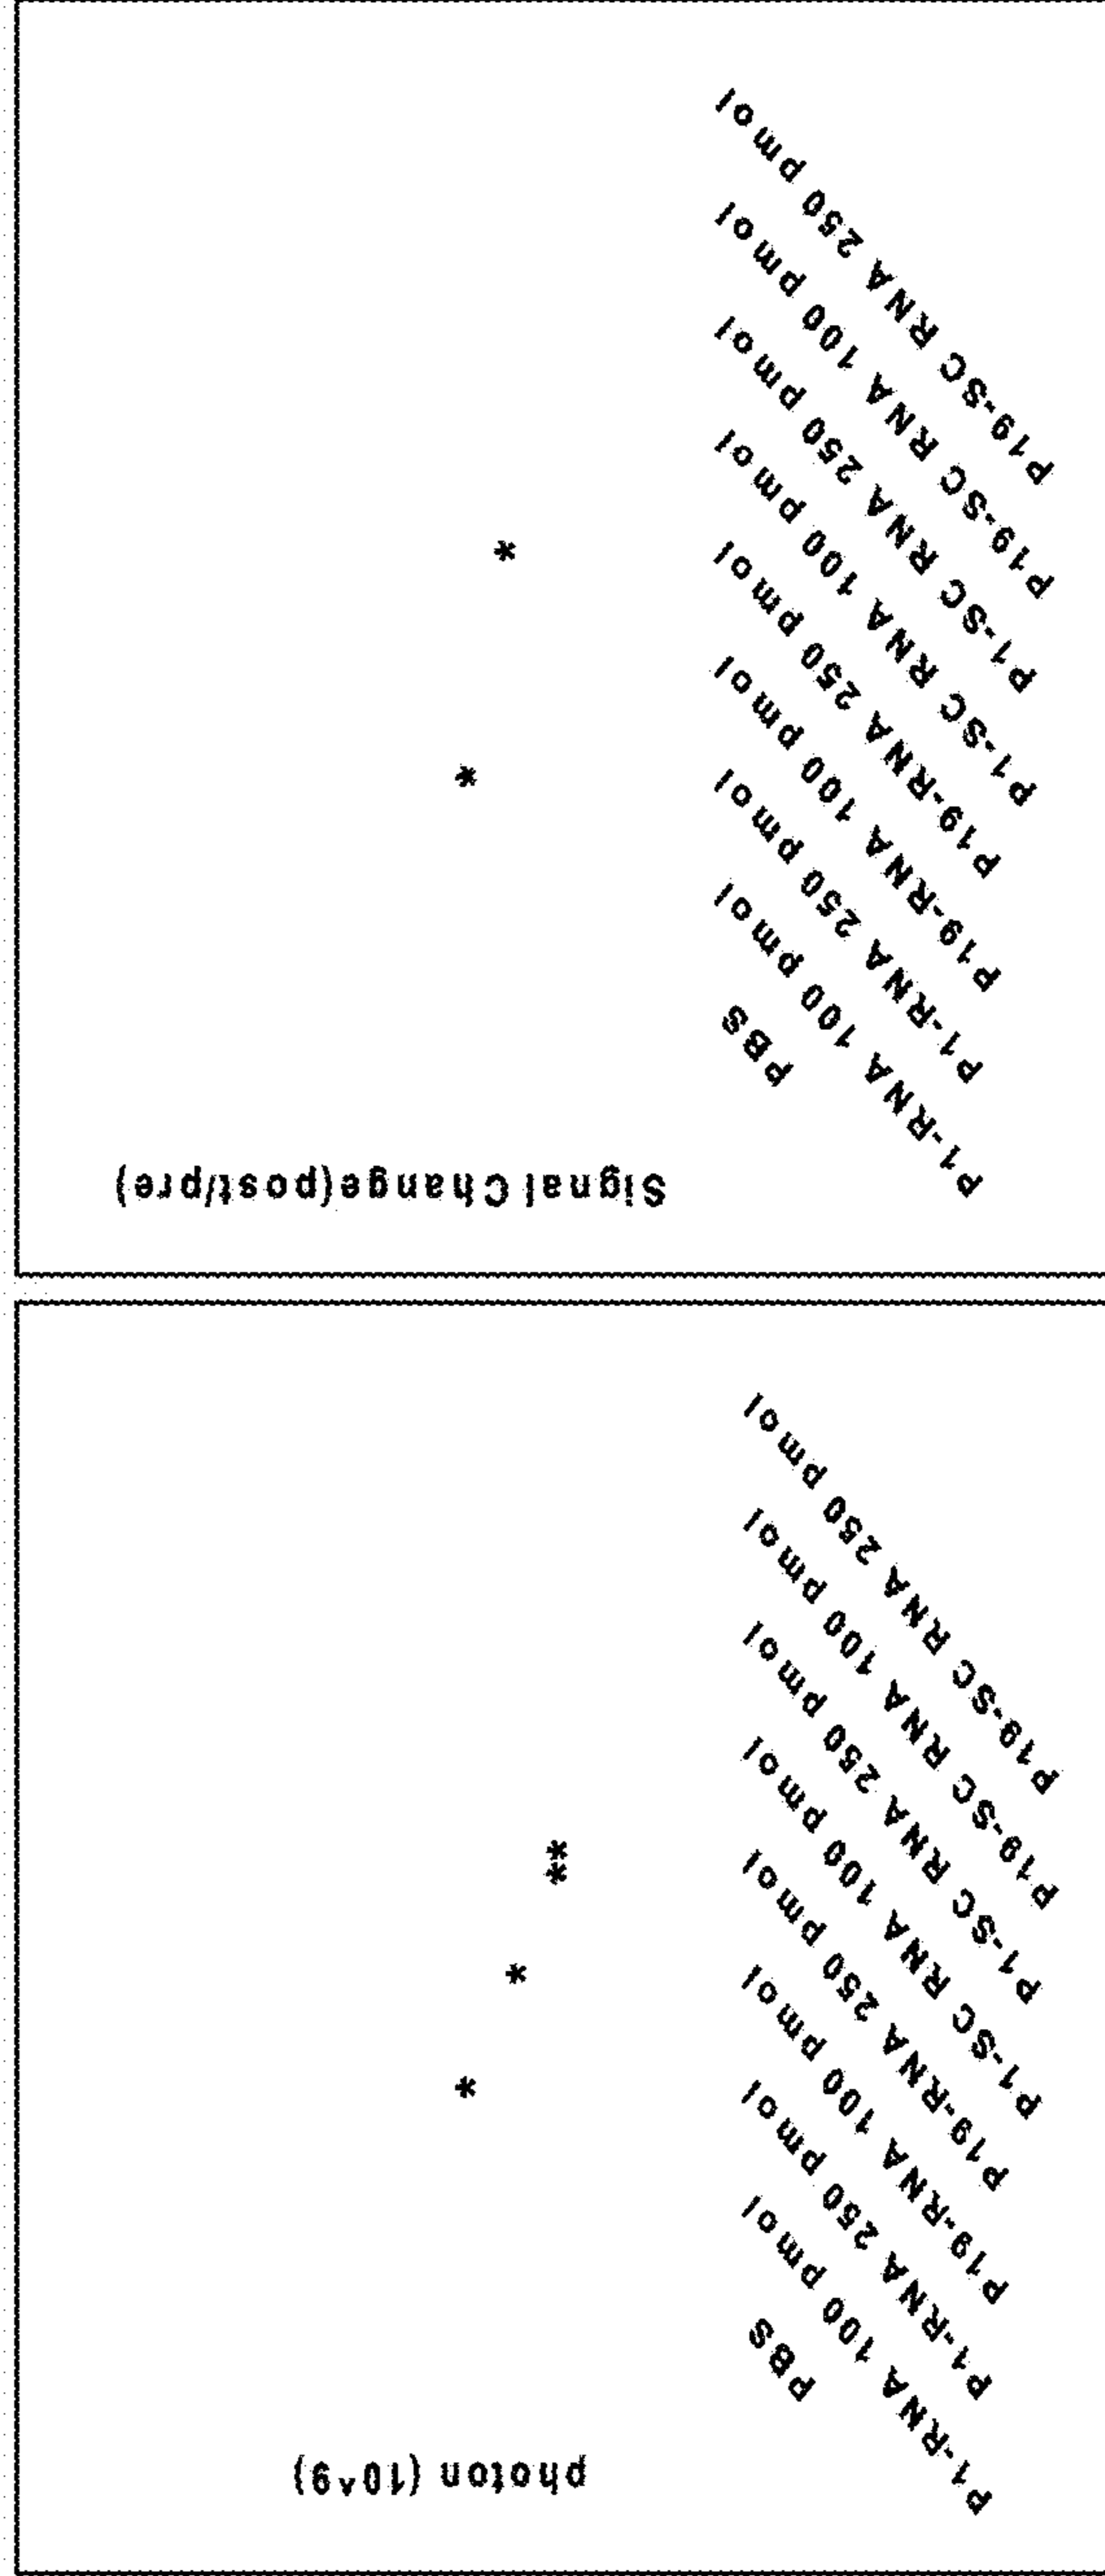 photon (10^9)
*
*
**
PBS
P1-RNA 100 pmol
P1-RNA 250 pmol
P19-RNA 100 pmol
P19-RNA 250 pmol
P1-SC RNA 100 pmol
P1-SC RNA 250 pmol
P19-SC RNA 100 pmol
P19-SC RNA 250 pmol
Signal Change(post/pre)
*
*
PBS
P1-RNA 100 pmol
P1-RNA 250 pmol
P19-RNA 100 pmol
P19-RNA 250 pmol
P1-SC RNA 100 pmol
P1-SC RNA 250 pmol
P19-SC RNA 100 pmol
P19-SC RNA 250 pmol